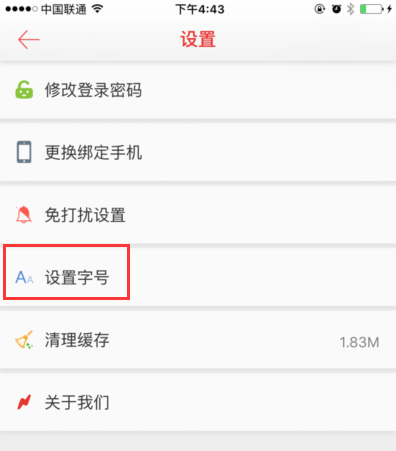 中国联通 下午4:43
设置
修改登录密码
更换绑定手机
免打扰设置
AA 设置字号
清理缓存 1.83M
关于我们